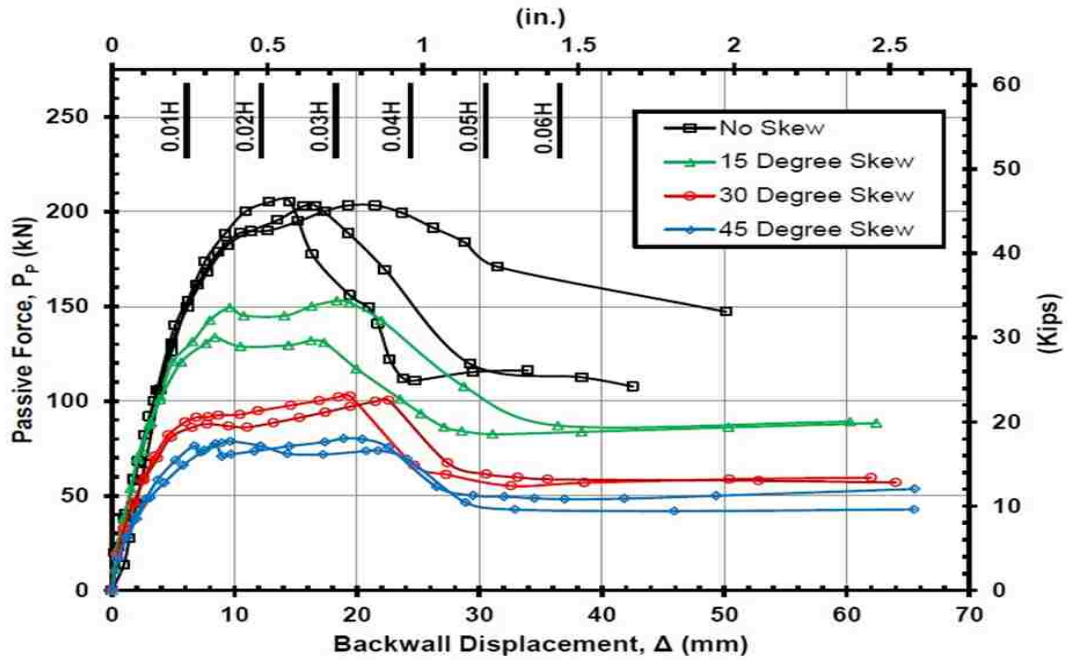 (in.)
0 0.5 1 1.5 2 2.5
250 60
0.01H 0.02H 0.03H 0.04H 0.05H 0.06H
No Skew
15 Degree Skew
30 Degree Skew
45 Degree Skew
50
200
40
150
30
100
20
50
10
0 0
Passive Force, Pₚ (kN)
(Kips)
0 10 20 30 40 50 60 70
Backwall Displacement, Δ (mm)